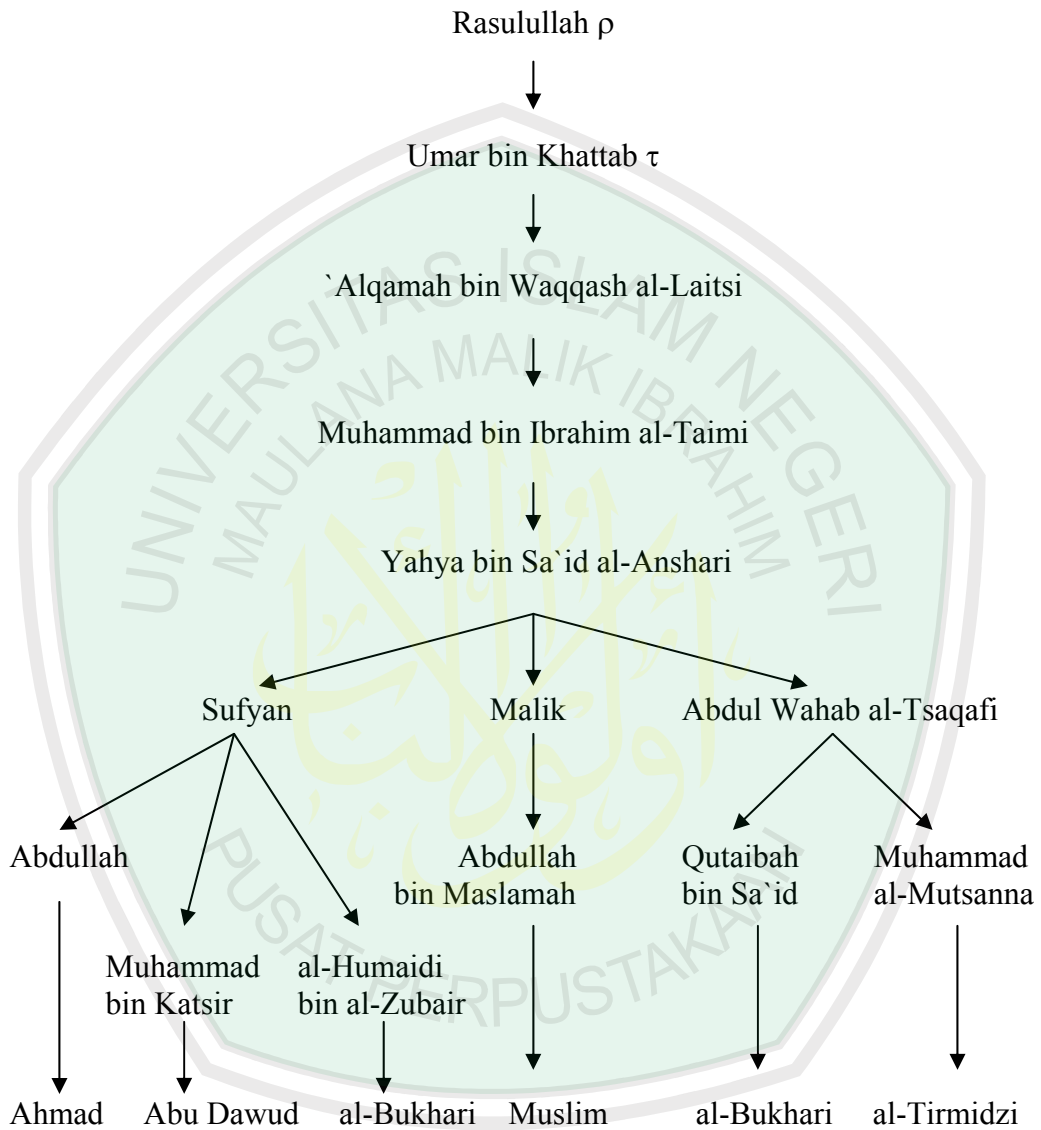 Rasulullah ρ
Umar bin Khattab τ
`Alqamah bin Waqqash al-Laitsi
Muhammad bin Ibrahim al-Taimi
Yahya bin Sa`id al-Anshari
Sufyan
Malik
Abdul Wahab al-Tsaqafi
Abdullah
Abdullah
bin Maslamah
Qutaibah
bin Sa`id
Muhammad
al-Mutsanna
Muhammad
bin Katsir
al-Humaidi
bin al-Zubair
Ahmad
Abu Dawud
al-Bukhari
Muslim
al-Bukhari
al-Tirmidzi
UNIVERSITAS ISLAM NEGERI
MAULANA MALIK IBRAHIM
PUSAT PERPUSTAKAAN